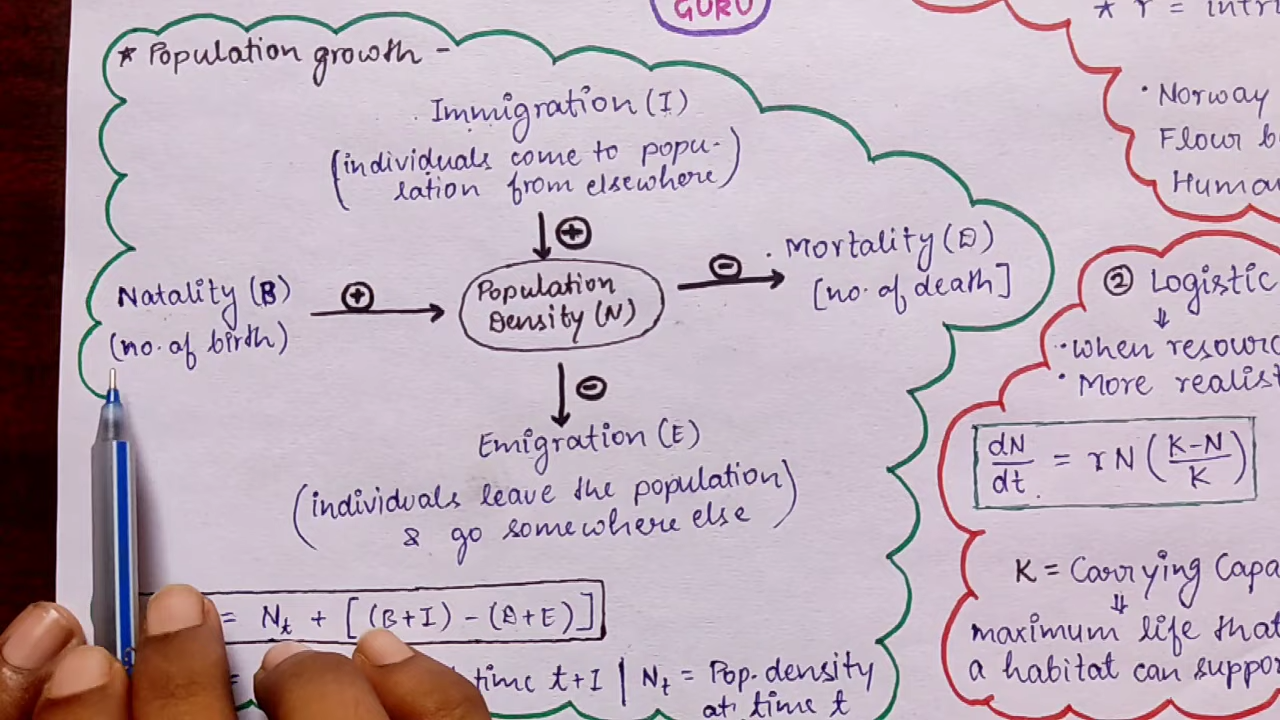 GURU
* Population growth -
Immigration (I)
(individuals come to popu-
lation from elsewhere)
+
Natality (B)
(no. of birth)
+
Population
Density (N)
-
Mortality (D)
[no. of death]
-
Emigration (E)
(individuals leave the population
& go somewhere else)
= Nt + [(B+I) - (D+E)]
=
time t+I | Nt = Pop. density
at time t
* r = intri
• Norway
Flour b
Huma
② Logistic
⇓
• when resourc
• More realist
dN/dt = rN (K-N/K)
K = Carrying Capa
⇓
maximum life that
a habitat can suppor